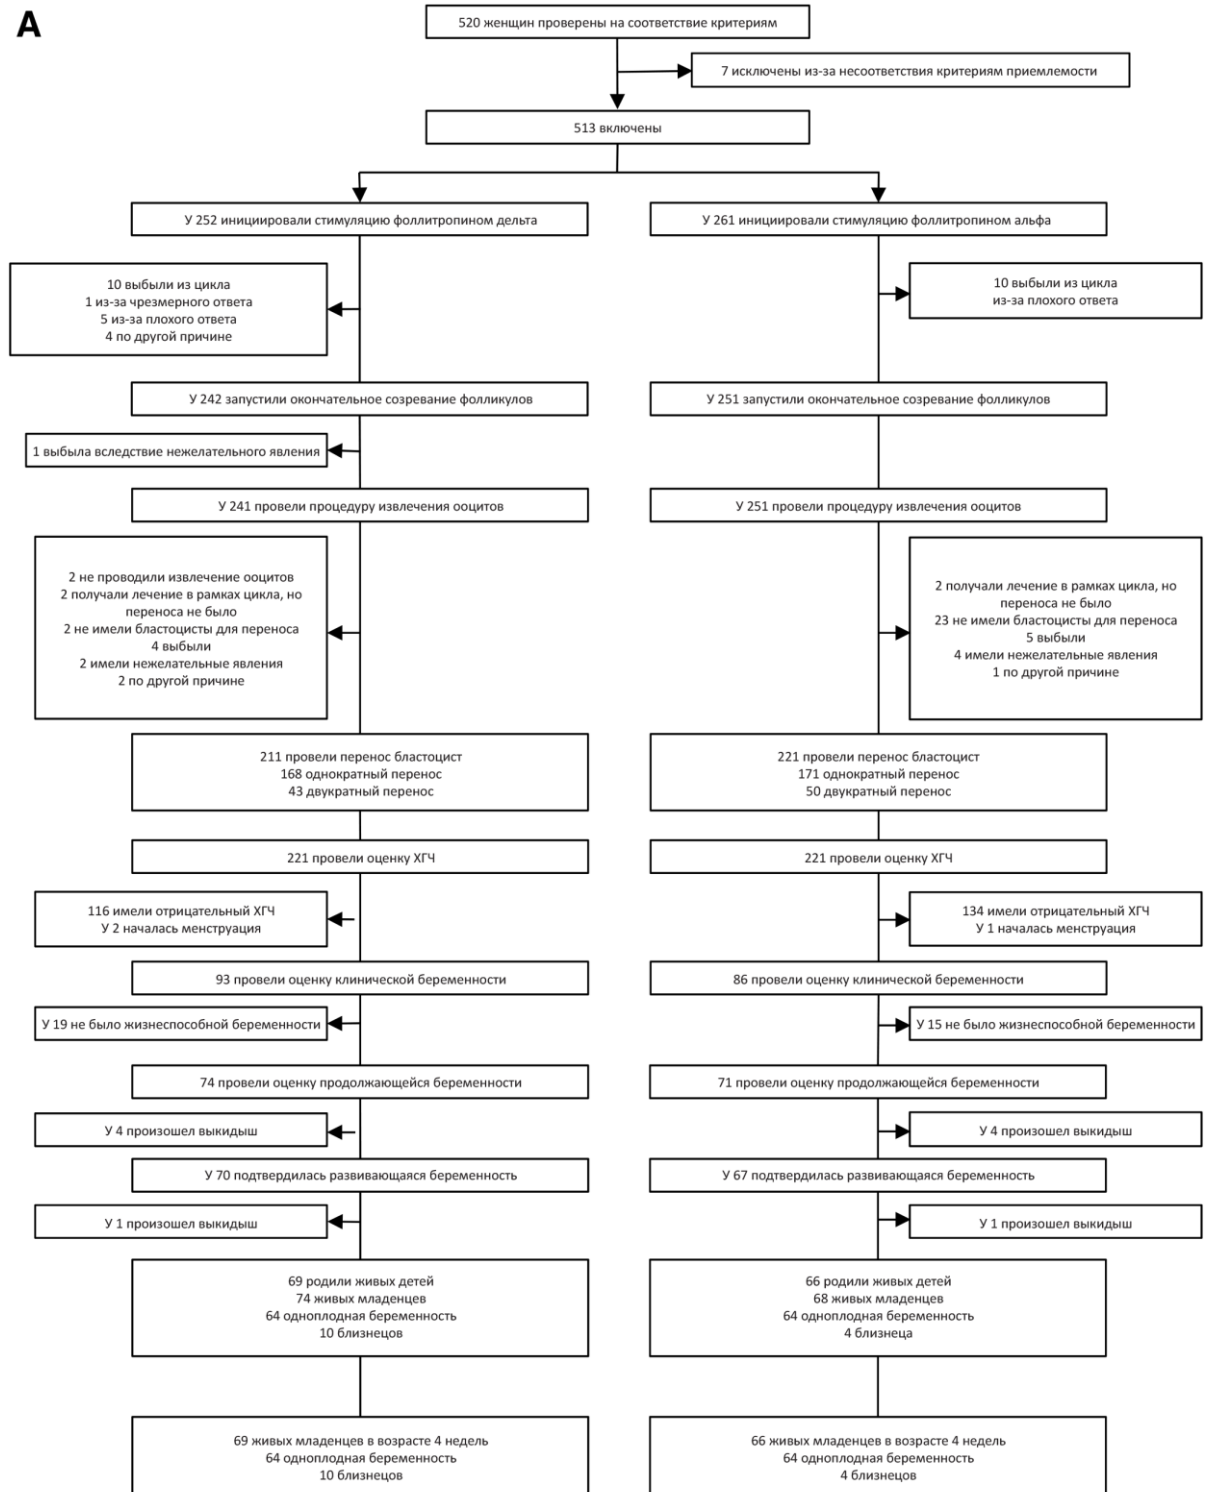 A
520 женщин проверены на соответствие критериям
7 исключены из-за несоответствия критериям приемлемости
513 включены
У 252 инициировали стимуляцию фоллитропином дельта
У 261 инициировали стимуляцию фоллитропином альфа
10 выбыли из цикла
1 из-за чрезмерного ответа
5 из-за плохого ответа
4 по другой причине
10 выбыли из цикла
из-за плохого ответа
У 242 запустили окончательное созревание фолликулов
У 251 запустили окончательное созревание фолликулов
1 выбыла вследствие нежелательного явления
У 241 провели процедуру извлечения ооцитов
У 251 провели процедуру извлечения ооцитов
2 не проводили извлечение ооцитов
2 получали лечение в рамках цикла, но
переноса не было
2 не имели бластоцисты для переноса
4 выбыли
2 имели нежелательные явления
2 по другой причине
2 получали лечение в рамках цикла, но
переноса не было
23 не имели бластоцисты для переноса
5 выбыли
4 имели нежелательные явления
1 по другой причине
211 провели перенос бластоцист
168 однократный перенос
43 двукратный перенос
221 провели перенос бластоцист
171 однократный перенос
50 двукратный перенос
221 провели оценку ХГЧ
221 провели оценку ХГЧ
116 имели отрицательный ХГЧ
У 2 началась менструация
134 имели отрицательный ХГЧ
У 1 началась менструация
93 провели оценку клинической беременности
86 провели оценку клинической беременности
У 19 не было жизнеспособной беременности
У 15 не было жизнеспособной беременности
74 провели оценку продолжающейся беременности
71 провели оценку продолжающейся беременности
У 4 произошел выкидыш
У 4 произошел выкидыш
У 70 подтвердилась развивающаяся беременность
У 67 подтвердилась развивающаяся беременность
У 1 произошел выкидыш
У 1 произошел выкидыш
69 родили живых детей
74 живых младенцев
64 одноплодная беременность
10 близнецов
66 родили живых детей
68 живых младенцев
64 одноплодная беременность
4 близнеца
69 живых младенцев в возрасте 4 недель
64 одноплодная беременность
10 близнецов
66 живых младенцев в возрасте 4 недель
64 одноплодная беременность
4 близнецов